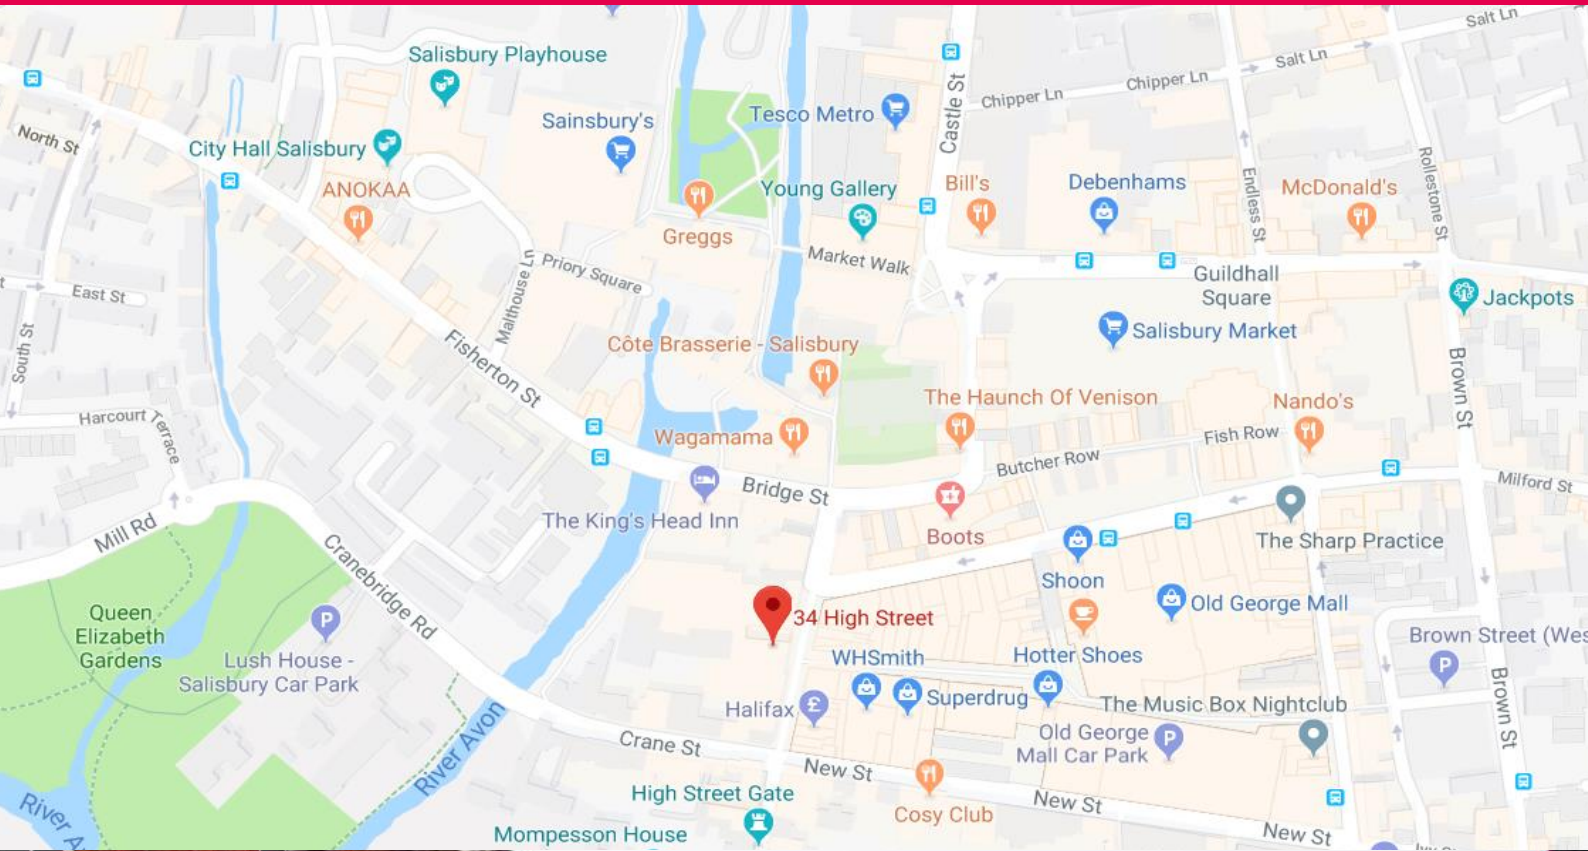 Salt Ln
Salisbury Playhouse
Castle St
Chipper Ln
Chipper Ln
Salt Ln
Sainsbury's
Tesco Metro
North St
City Hall Salisbury
ANOKAA
Young Gallery
Bill's
Debenhams
Endless St
McDonald's
Rollestone St
Greggs
Market Walk
Priory Square
Malthouse Ln
Guildhall
Square
Jackpots
East St
South St
Fisherton St
Côte Brasserie - Salisbury
Salisbury Market
Brown St
The Haunch Of Venison
Nando's
Harcourt Terrace
Wagamama
Fish Row
Butcher Row
Milford St
Bridge St
The King's Head Inn
Boots
The Sharp Practice
Mill Rd
Cranebridge Rd
Shoon
Old George Mall
34 High Street
Queen
Elizabeth
Gardens
Lush House -
Salisbury Car Park
WHSmith
Hotter Shoes
Brown Street (Wes
Superdrug
Halifax
The Music Box Nightclub
Old George
Mall Car Park
Brown St
River Avon
Crane St
New St
High Street Gate
Cosy Club
New St
New St
Mompesson House
River A